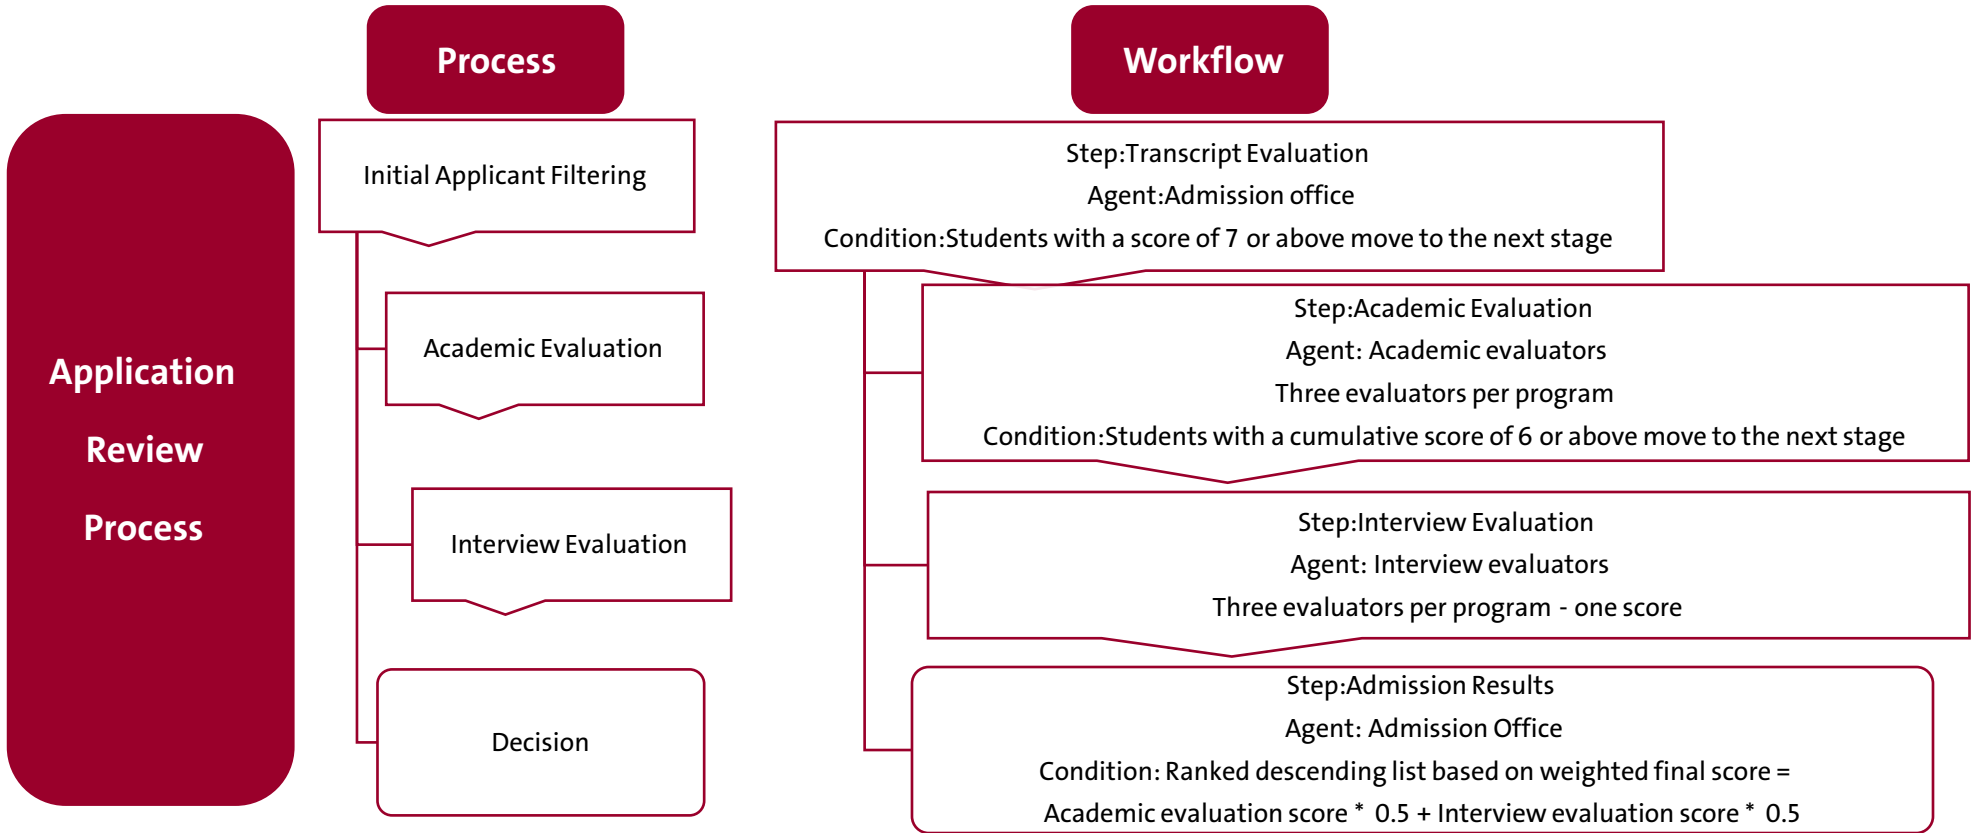 Process
Workflow
Application
Review
Process
Initial Applicant Filtering
Academic Evaluation
Interview Evaluation
Decision
Step:Transcript Evaluation
Agent:Admission office
Condition:Students with a score of 7 or above move to the next stage
Step:Academic Evaluation
Agent: Academic evaluators
Three evaluators per program
Condition:Students with a cumulative score of 6 or above move to the next stage
Step:Interview Evaluation
Agent: Interview evaluators
Three evaluators per program - one score
Step:Admission Results
Agent: Admission Office
Condition: Ranked descending list based on weighted final score =
Academic evaluation score * 0.5 + Interview evaluation score * 0.5